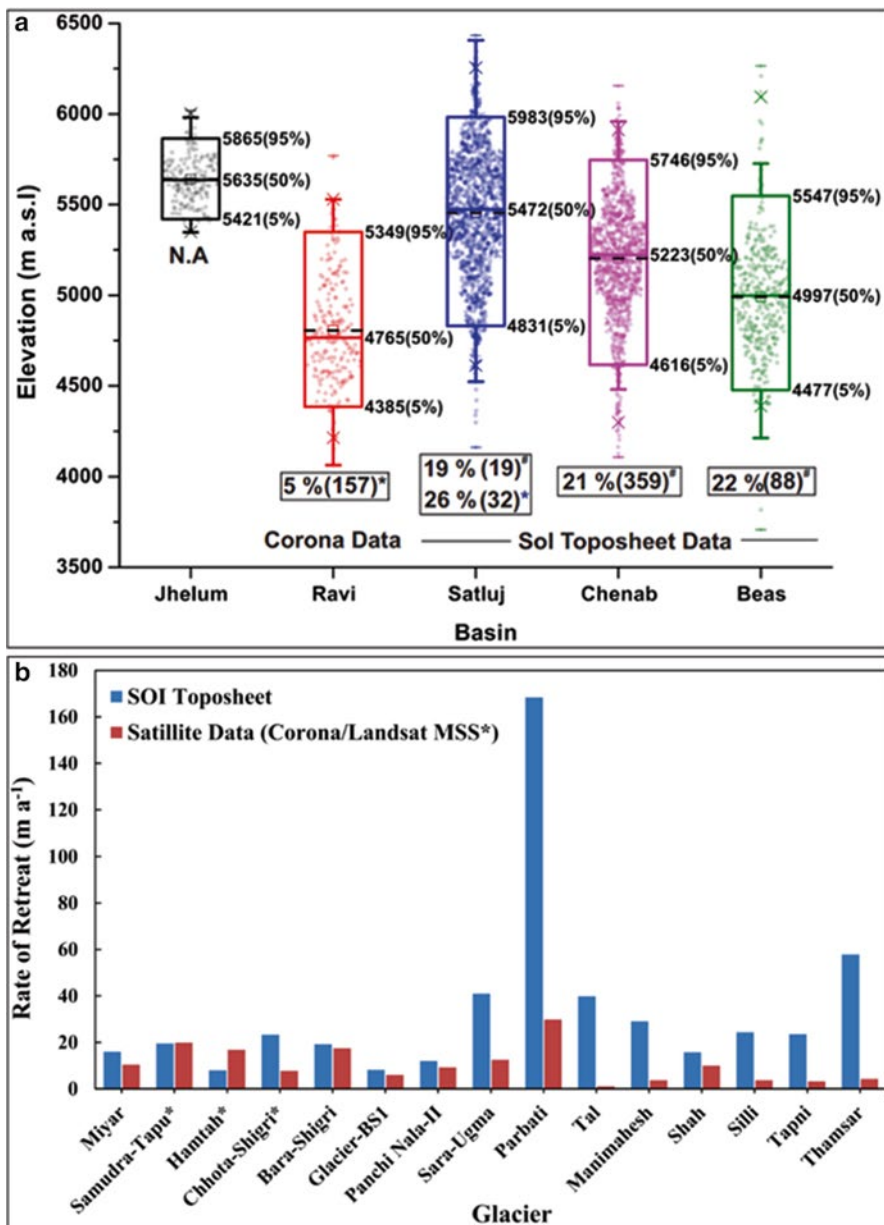 a
6500
6000
5500
5000
4500
4000
3500
Elevation (m a.s.l)
5865(95%)
5635(50%)
5421(5%)
N.A
5349(95%)
4765(50%)
4385(5%)
5983(95%)
5472(50%)
4831(5%)
5746(95%)
5223(50%)
4616(5%)
5547(95%)
4997(50%)
4477(5%)
5 %(157)*
19 %(19)#
26 %(32)*
21 %(359)#
22 %(88)#
Corona Data
SoI Toposheet Data
Jhelum Ravi Satluj Chenab Beas
Basin
b
180
160
140
120
100
80
60
40
20
0
Rate of Retreat (m a-1)
SOI Toposheet
Satillite Data (Corona/Landsat MSS*)
Miyar
Samudra-Tapu*
Hamtah*
Chhota-Shigri*
Bara-Shigri
Glacier-BS1
Panchi Nala-II
Sara-Ugma
Parbati
Tal
Manimahesh
Shah
Silli
Tapni
Thamsar
Glacier